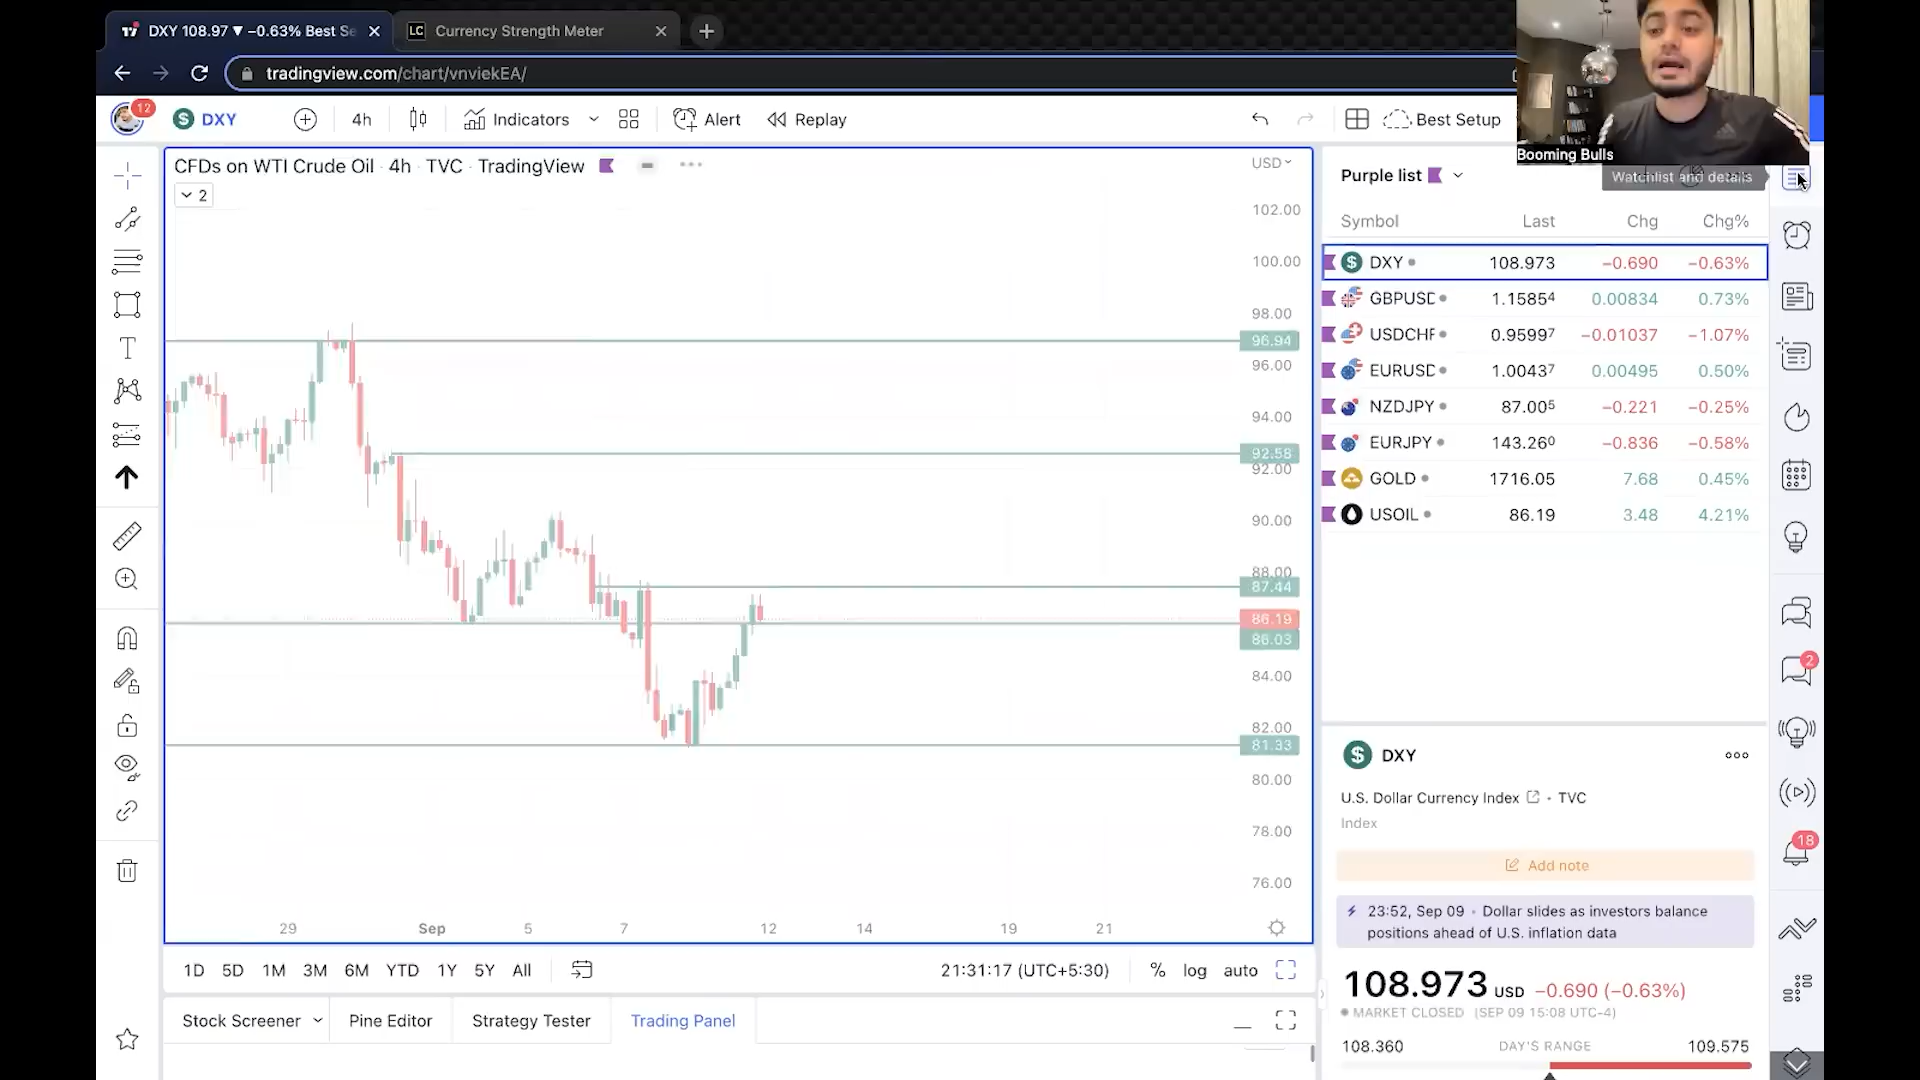 DXY 108.97 ▼ −0.63% Best Se
LC Currency Strength Meter
tradingview.com/chart/vnviekEA/
12
DXY
4h
Indicators
Alert
Replay
Best Setup
Booming Bulls
CFDs on WTI Crude Oil · 4h · TVC · TradingView
2
USD
102.00
100.00
98.00
96.94
96.00
94.00
92.58
92.00
90.00
88.00
87.44
86.19
86.03
84.00
82.00
81.33
80.00
78.00
76.00
29 Sep 5 7 12 14 19 21
1D 5D 1M 3M 6M YTD 1Y 5Y All
21:31:17 (UTC+5:30) % log auto
Stock Screener Pine Editor Strategy Tester Trading Panel
Purple list
Watchlist and details
Symbol Last Chg Chg%
DXY 108.973 −0.690 −0.63%
GBPUSD 1.15854 0.00834 0.73%
USDCHF 0.95997 −0.01037 −1.07%
EURUSD 1.00437 0.00495 0.50%
NZDJPY 87.005 −0.221 −0.25%
EURJPY 143.260 −0.836 −0.58%
GOLD 1716.05 7.68 0.45%
USOIL 86.19 3.48 4.21%
DXY
U.S. Dollar Currency Index · TVC
Index
Add note
23:52, Sep 09 · Dollar slides as investors balance
positions ahead of U.S. inflation data
108.973 USD −0.690 (−0.63%)
MARKET CLOSED (SEP 09 15:08 UTC-4)
108.360 DAY'S RANGE 109.575
2
18